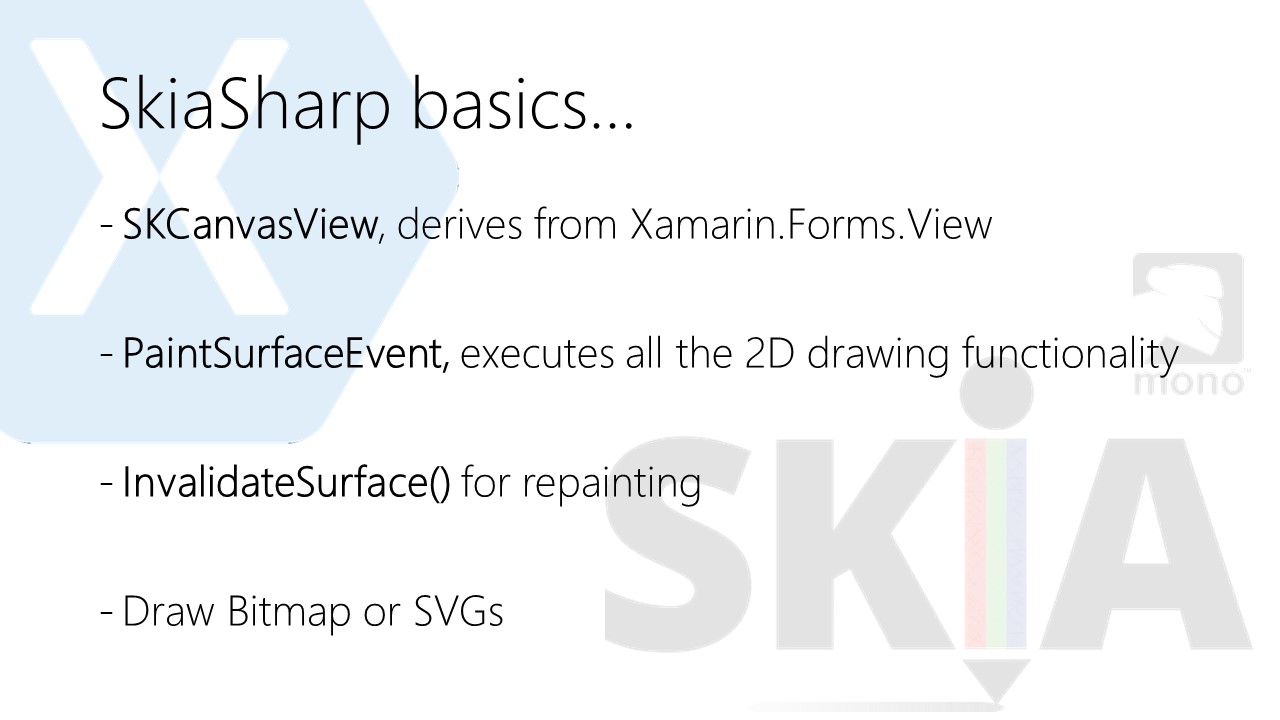 SkiaSharp basics...
- SKCanvasView, derives from Xamarin.Forms.View
- PaintSurfaceEvent, executes all the 2D drawing functionality
mono™
- InvalidateSurface() for repainting
SKiA
- Draw Bitmap or SVGs